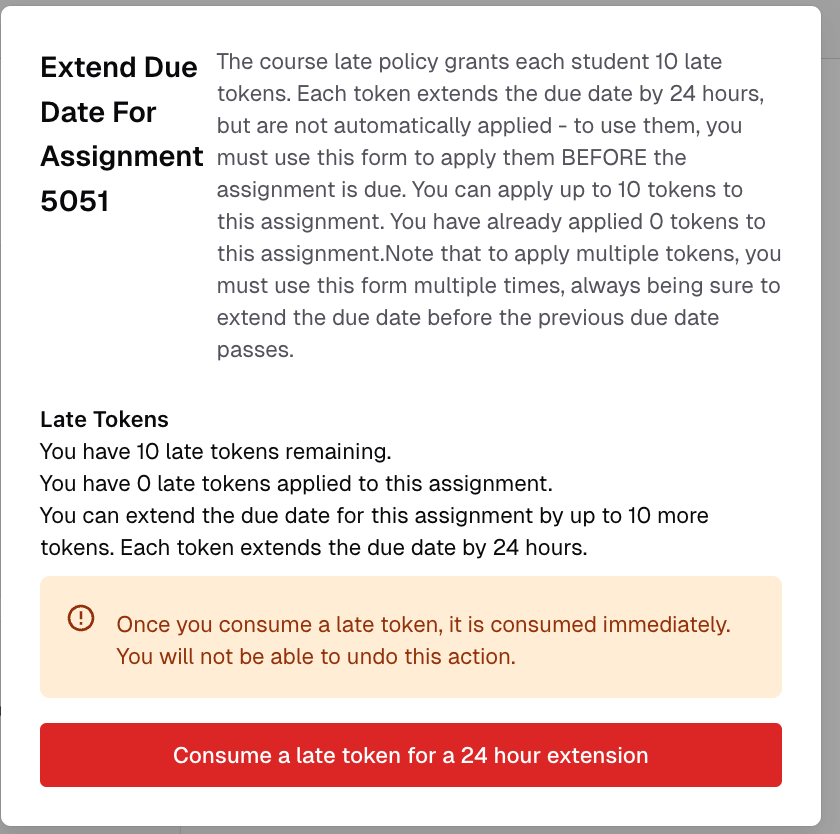 Extend Due
Date For
Assignment
5051
The course late policy grants each student 10 late
tokens. Each token extends the due date by 24 hours,
but are not automatically applied - to use them, you
must use this form to apply them BEFORE the
assignment is due. You can apply up to 10 tokens to
this assignment. You have already applied 0 tokens to
this assignment.Note that to apply multiple tokens, you
must use this form multiple times, always being sure to
extend the due date before the previous due date
passes.
Late Tokens
You have 10 late tokens remaining.
You have 0 late tokens applied to this assignment.
You can extend the due date for this assignment by up to 10 more
tokens. Each token extends the due date by 24 hours.
Once you consume a late token, it is consumed immediately.
You will not be able to undo this action.
Consume a late token for a 24 hour extension